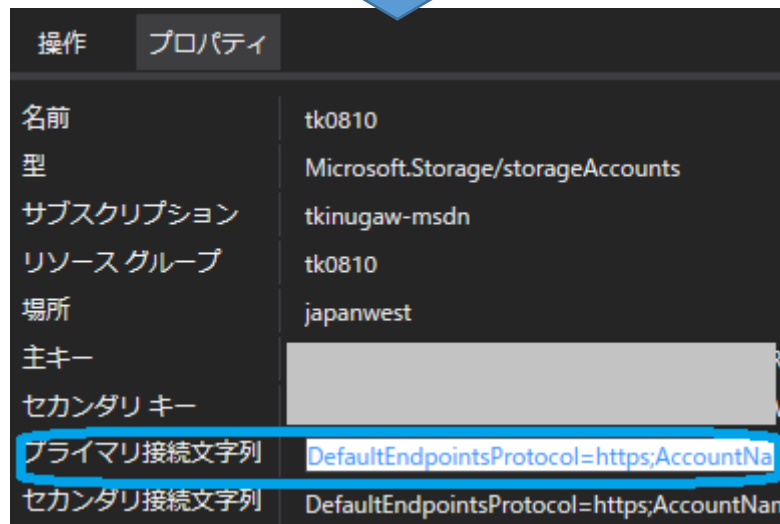 操作 プロパティ
名前 tk0810
型 Microsoft.Storage/storageAccounts
サブスクリプション tkinugaw-msdn
リソース グループ tk0810
場所 japanwest
主キー
セカンダリ キー
プライマリ接続文字列 DefaultEndpointsProtocol=https;AccountNa
セカンダリ接続文字列 DefaultEndpointsProtocol=https;AccountNar